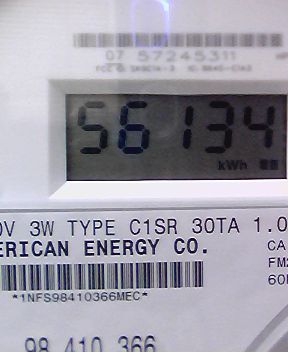 07 57245311
56134
kWh
0V 3W TYPE C1SR 30TA 1.0
ERICAN ENERGY CO.
CA
FM2
60
*1NFS98410366MEC*
98 410 366